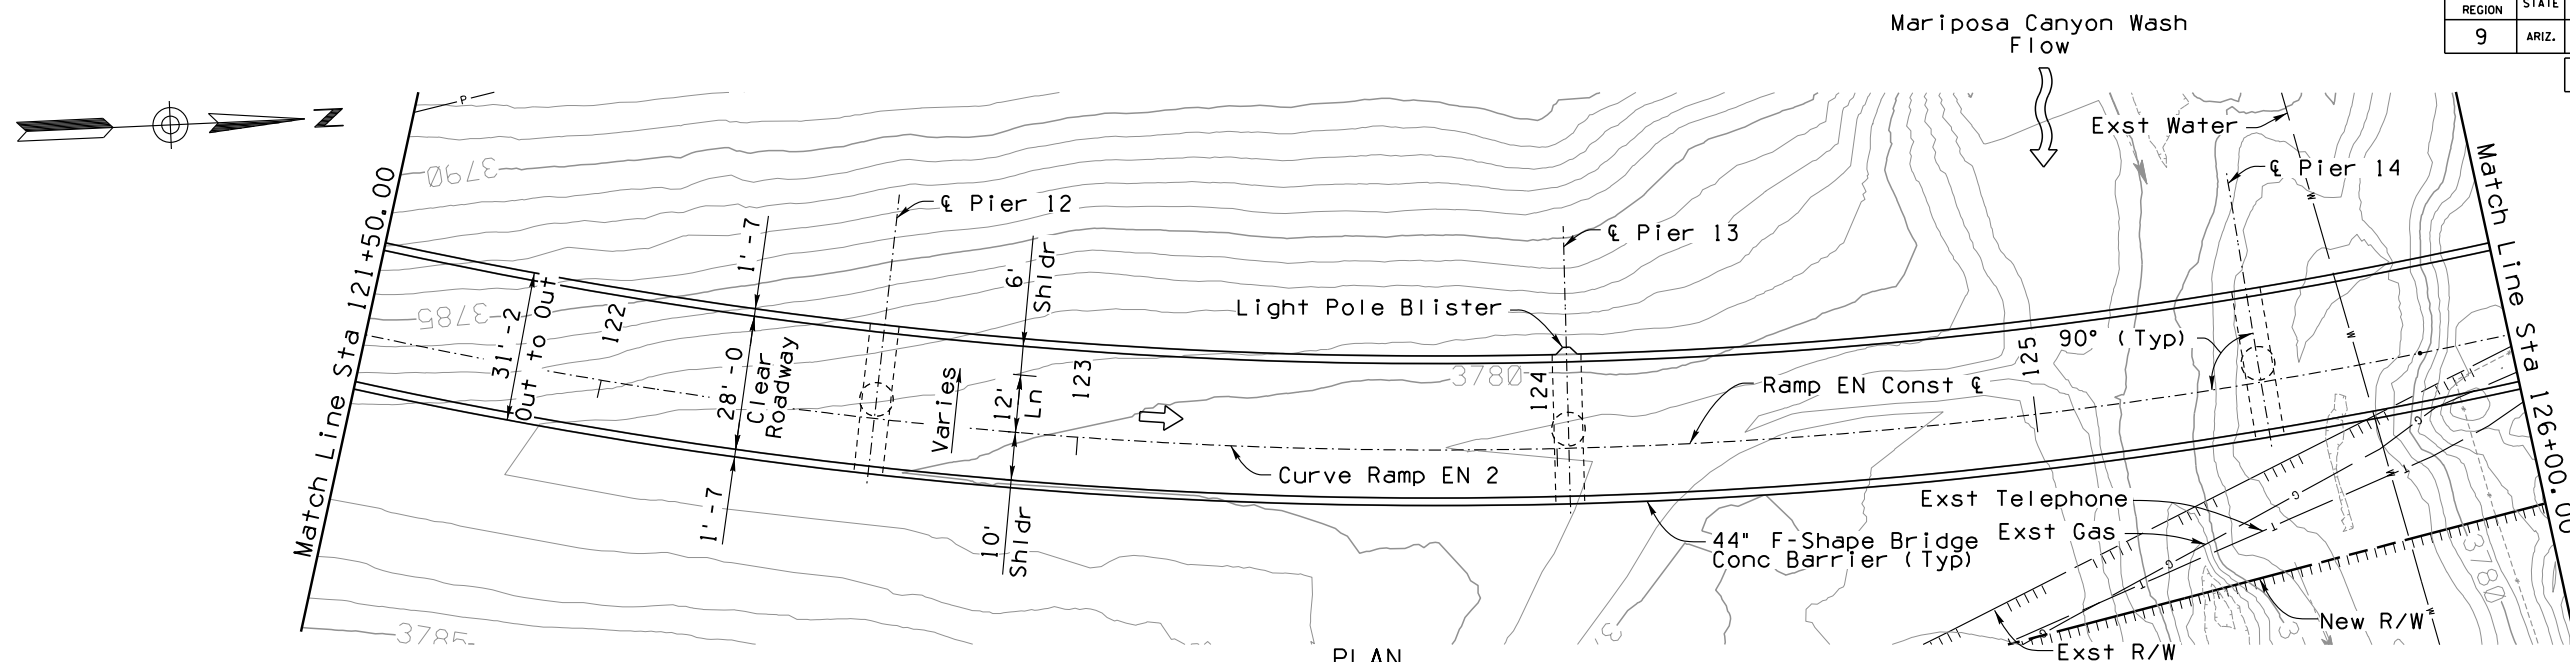 REGION
STATE
9
ARIZ.
Mariposa Canyon Wash
Flow
N
P
Exst Water
Match Line Sta 121+50.00
3790
3785
℄ Pier 12
℄ Pier 13
℄ Pier 14
Match Line Sta 126+00.00
31'-2
Out to Out
122
1'-7
28'-0
Clear
Roadway
1'-7
Varies
6'
Shldr
12'
Ln
10'
Shldr
123
Light Pole Blister
3780
124
125
90° (Typ)
Ramp EN Const ℄
Curve Ramp EN 2
44" F-Shape Bridge
Conc Barrier (Typ)
Exst Telephone
Exst Gas
W
W
W
W
G
G
G
G
T
T
T
3780
3785
New R/W
Exst R/W
PLAN